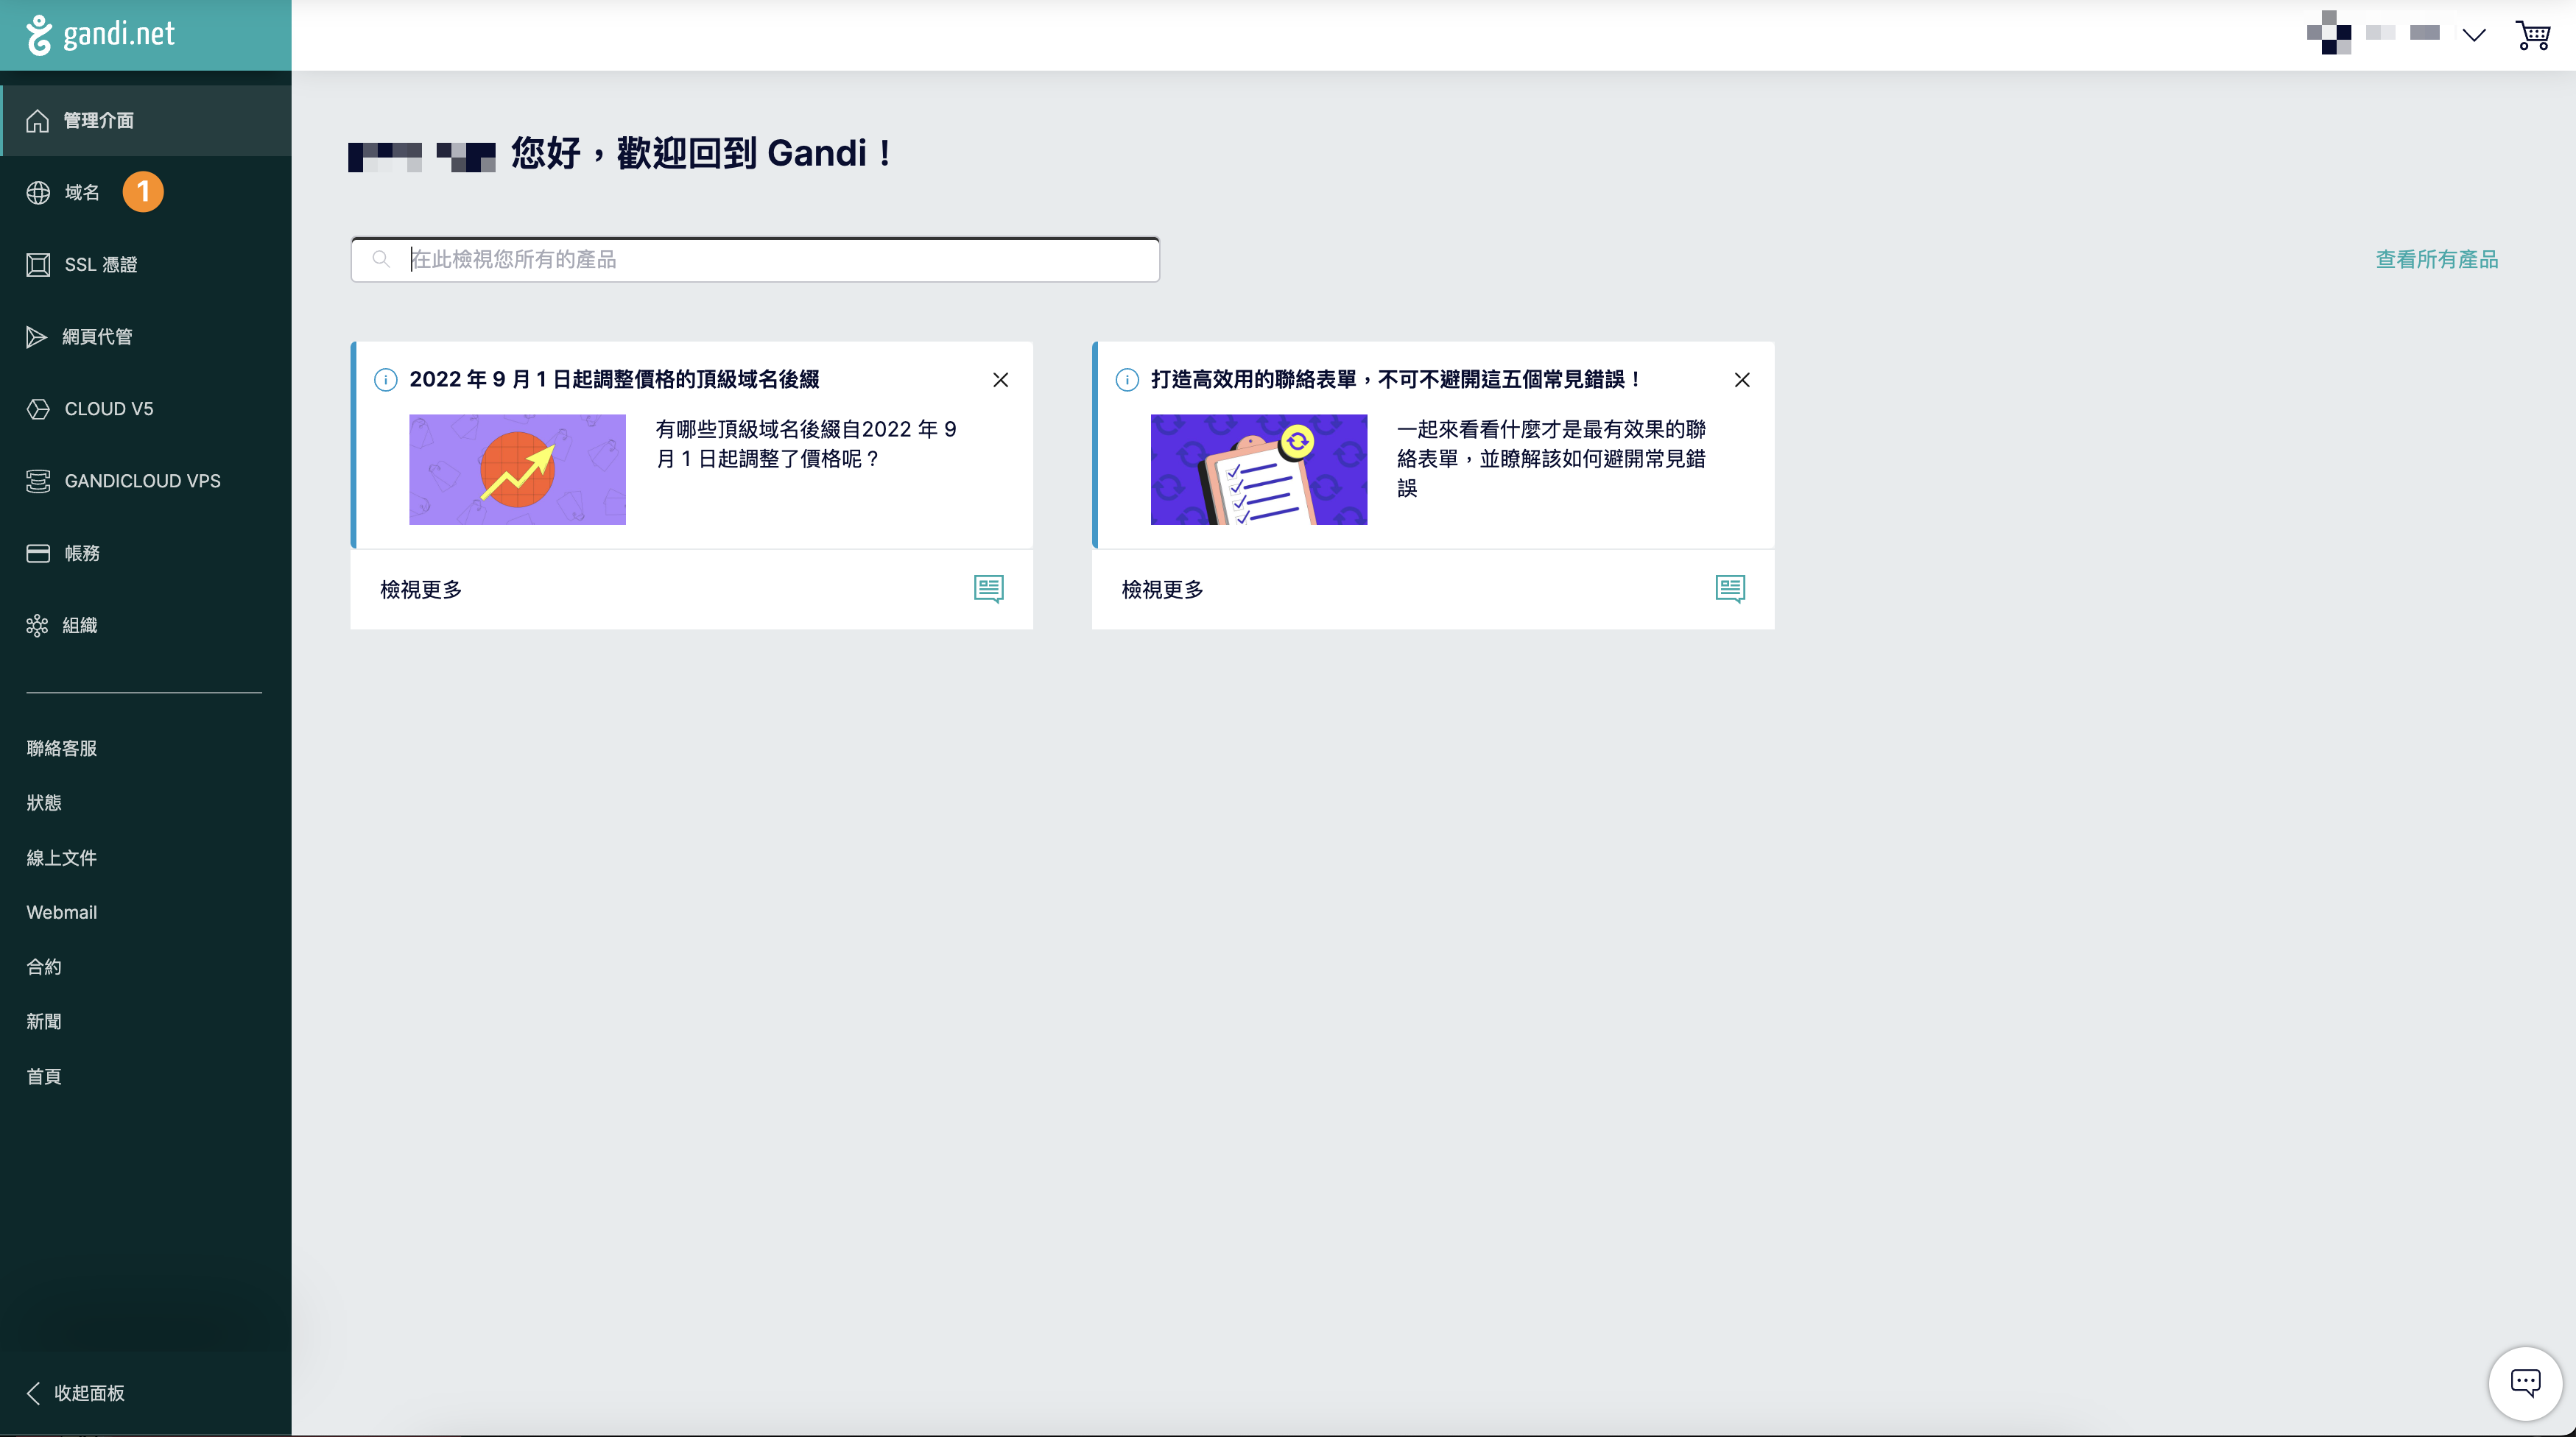 gandi.net
管理介面
域名
1
SSL 憑證
網頁代管
CLOUD V5
GANDICLOUD VPS
帳務
組織
聯絡客服
狀態
線上文件
Webmail
合約
新聞
首頁
收起面板
您好，歡迎回到 Gandi！
在此檢視您所有的產品
查看所有產品
2022 年 9 月 1 日起調整價格的頂級域名後綴
有哪些頂級域名後綴自2022 年 9
月 1 日起調整了價格呢？
檢視更多
打造高效用的聯絡表單，不可不避開這五個常見錯誤！
一起來看看什麼才是最有效果的聯
絡表單，並瞭解該如何避開常見錯
誤
檢視更多